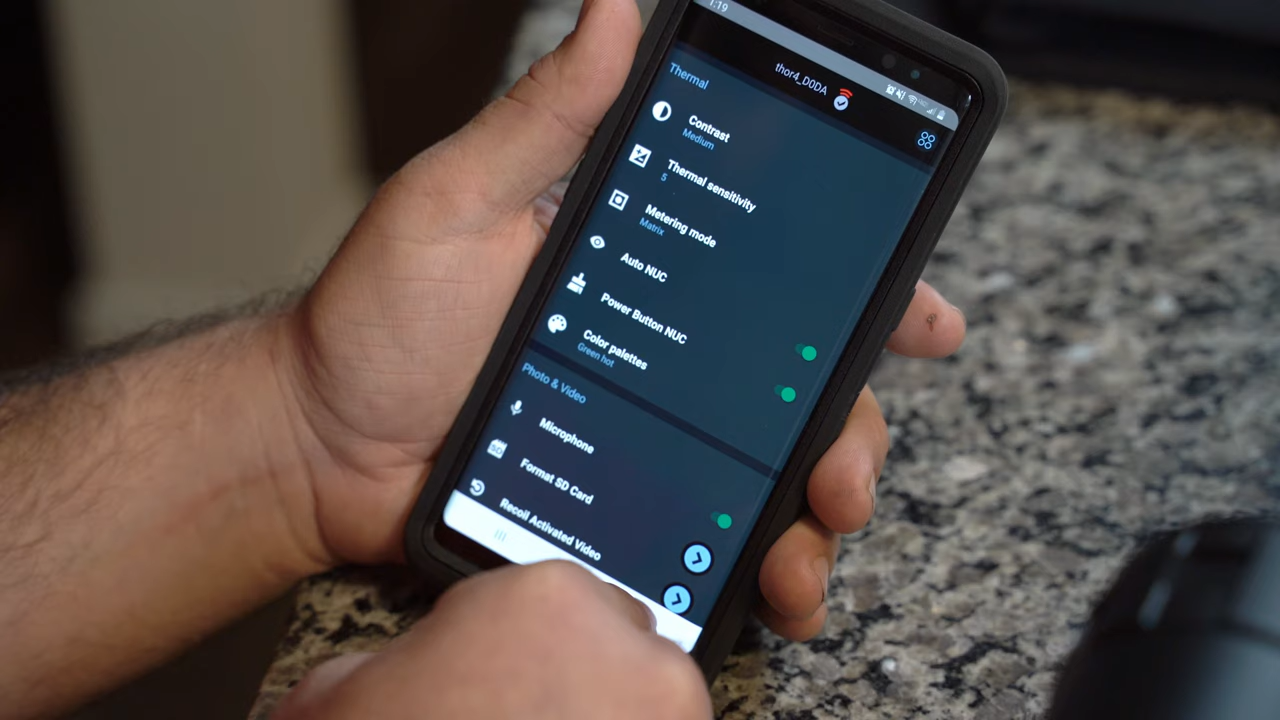 1:19
thor4_D0DA
Thermal
Contrast
Medium
Thermal sensitivity
5
Metering mode
Matrix
Auto NUC
Power Button NUC
Color palettes
Green hot
Photo & Video
Microphone
SD
Format SD Card
Recoil Activated Video